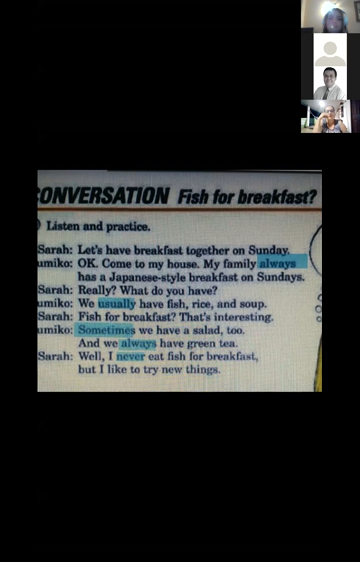 CONVERSATION Fish for breakfast?
Listen and practice.
Sarah: Let's have breakfast together on Sunday.
umiko: OK. Come to my house. My family always
has a Japanese-style breakfast on Sundays.
Sarah: Really? What do you have?
umiko: We usually have fish, rice, and soup.
Sarah: Fish for breakfast? That's interesting.
umiko: Sometimes we have a salad, too.
And we always have green tea.
Sarah: Well, I never eat fish for breakfast,
but I like to try new things.